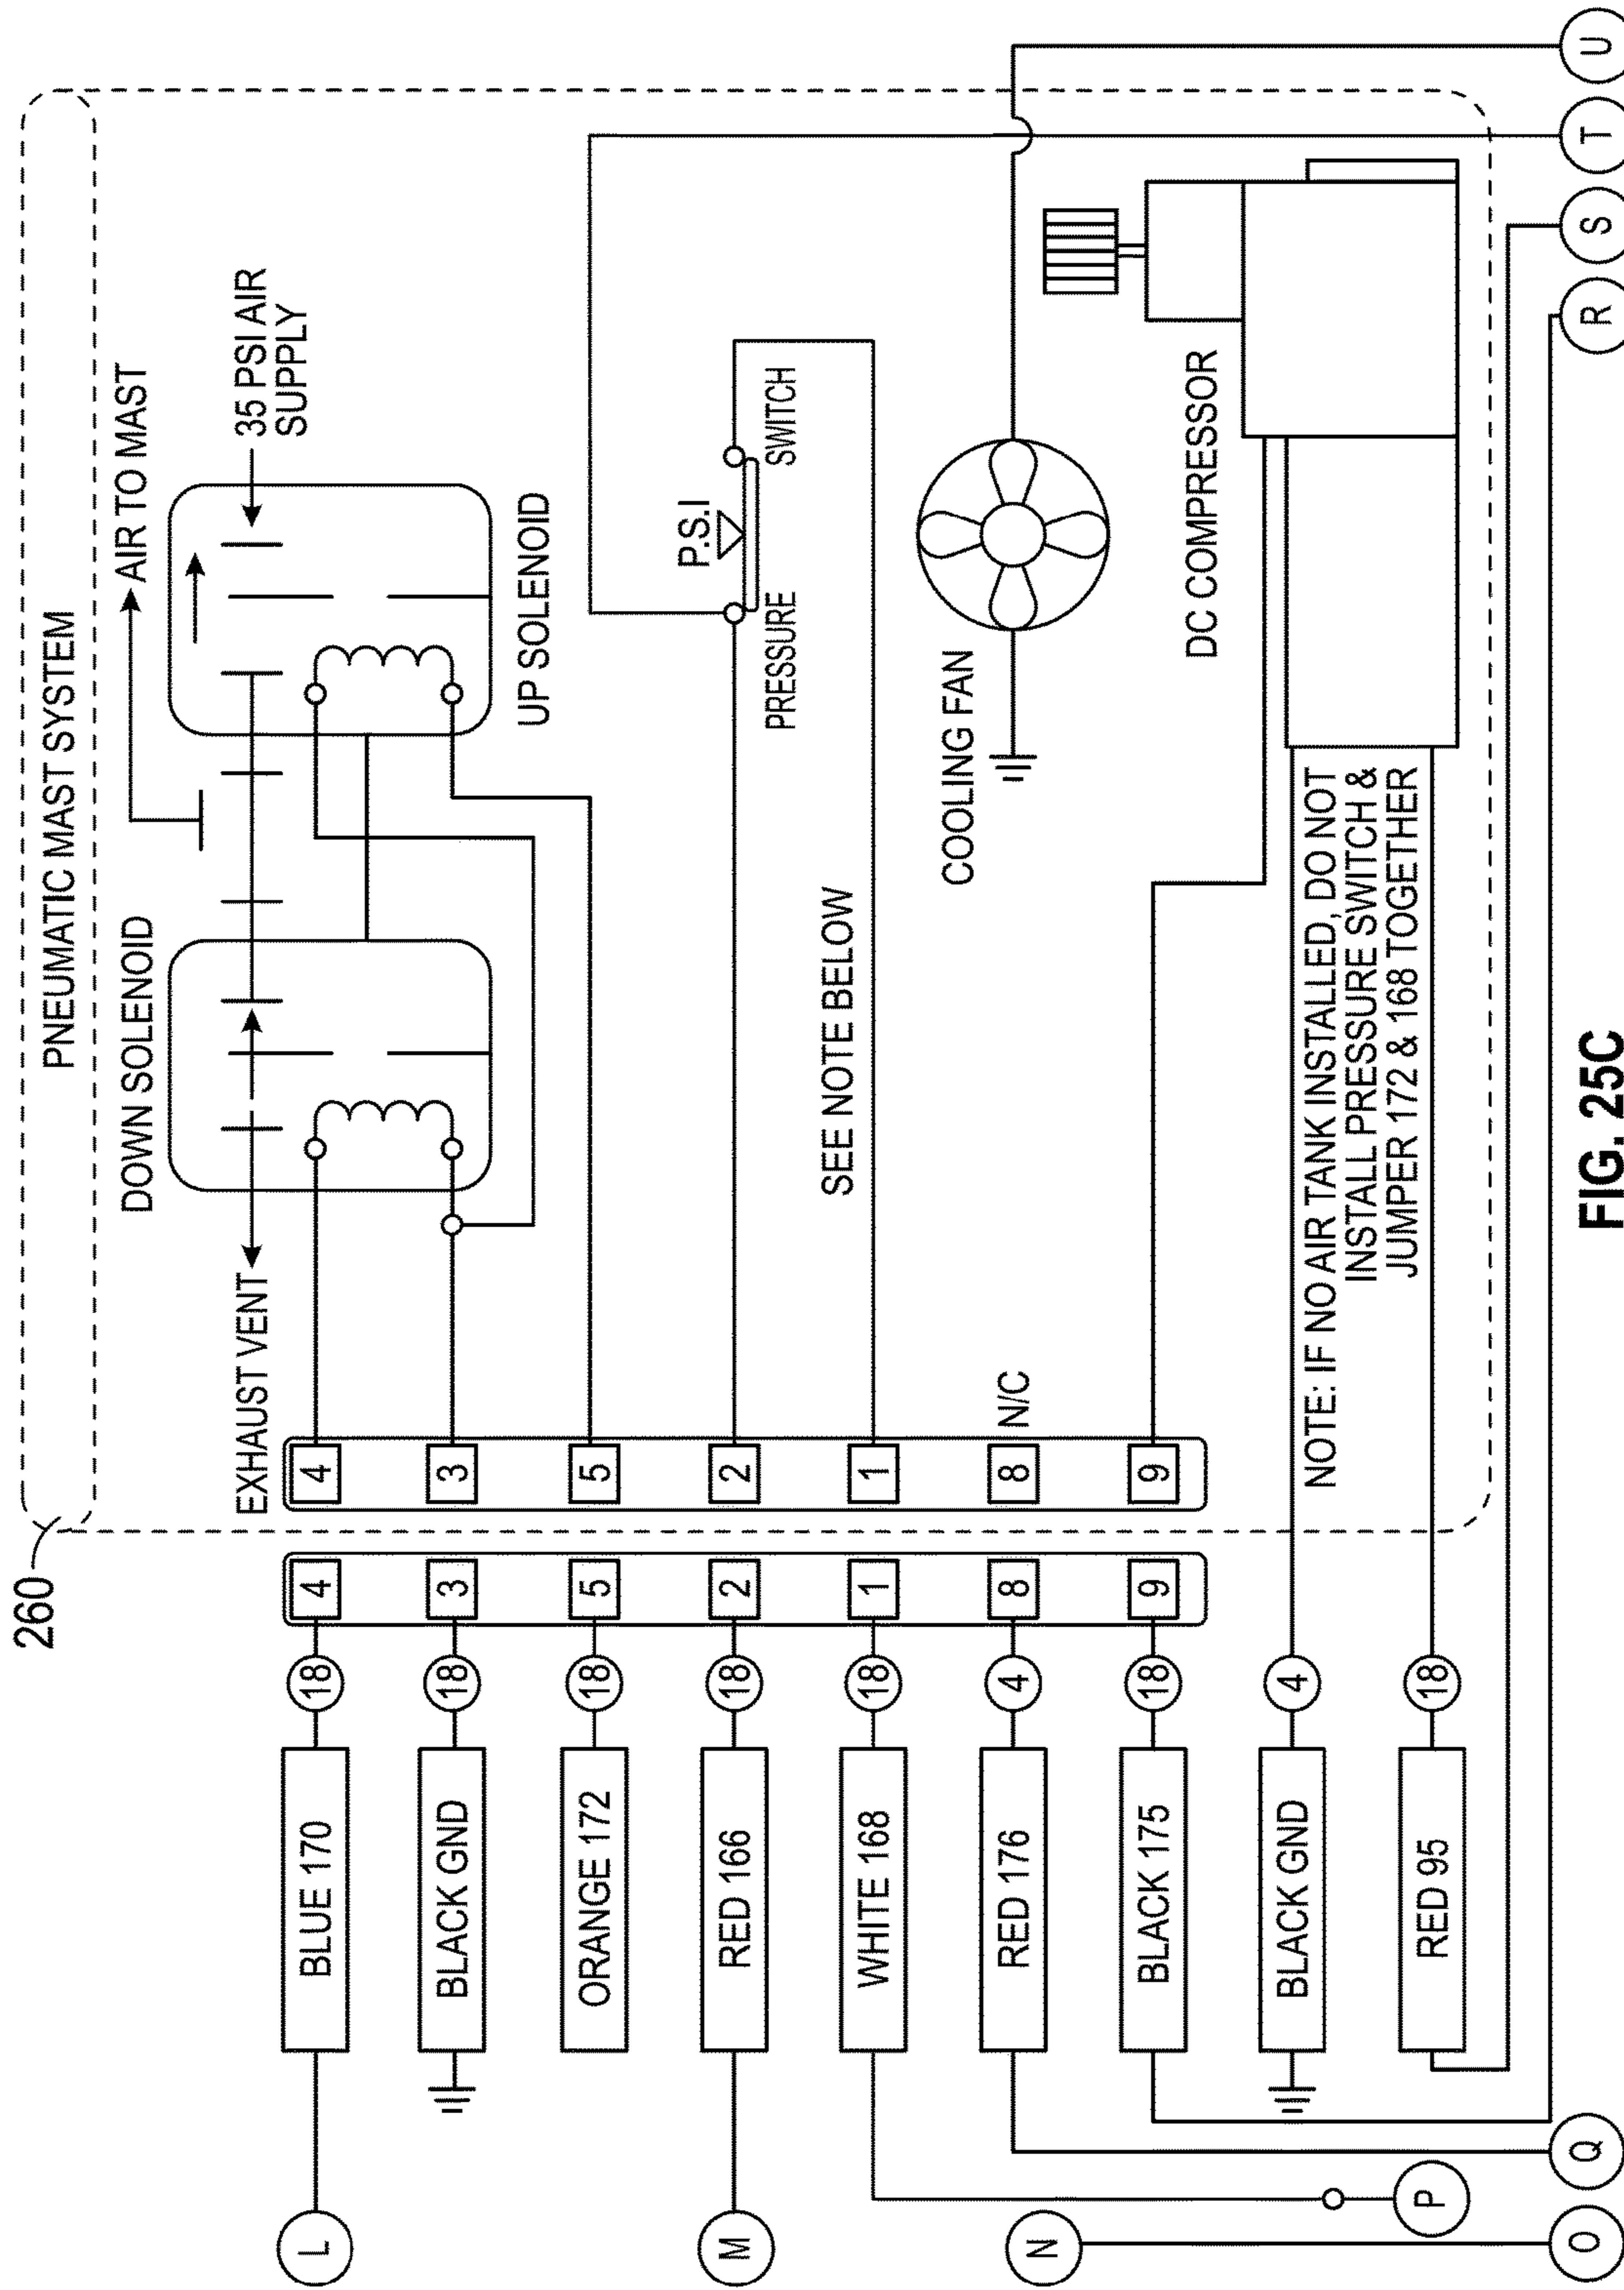 260
PNEUMATIC MAST SYSTEM
DOWN SOLENOID
AIR TO MAST
35 PSI AIR
SUPPLY
EXHAUST VENT
UP SOLENOID
L
BLUE 170
18
4
4
BLACK GND
18
3
3
ORANGE 172
18
5
5
M
RED 166
18
2
2
P.S.I
PRESSURE
SWITCH
WHITE 168
18
1
1
SEE NOTE BELOW
N
RED 176
4
8
8
N/C
COOLING FAN
BLACK 175
18
9
9
DC COMPRESSOR
BLACK GND
4
NOTE: IF NO AIR TANK INSTALLED, DO NOT
INSTALL PRESSURE SWITCH &
JUMPER 172 & 168 TOGETHER
P
RED 95
18
O
Q
R
S
T
U
FIG. 25C